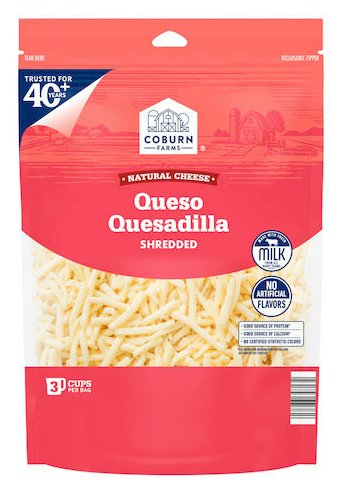 TEAR HERE
RECLOSABLE ZIPPER
TRUSTED FOR
40+
YEARS
COBURN
FARMS
®
• NATURAL CHEESE •
Queso
Quesadilla
SHREDDED
MILK
NO
ARTIFICIAL
FLAVORS
• GOOD SOURCE OF PROTEIN*
• GOOD SOURCE OF CALCIUM*
• NO CERTIFIED SYNTHETIC COLORS
3 CUPS
PER BAG